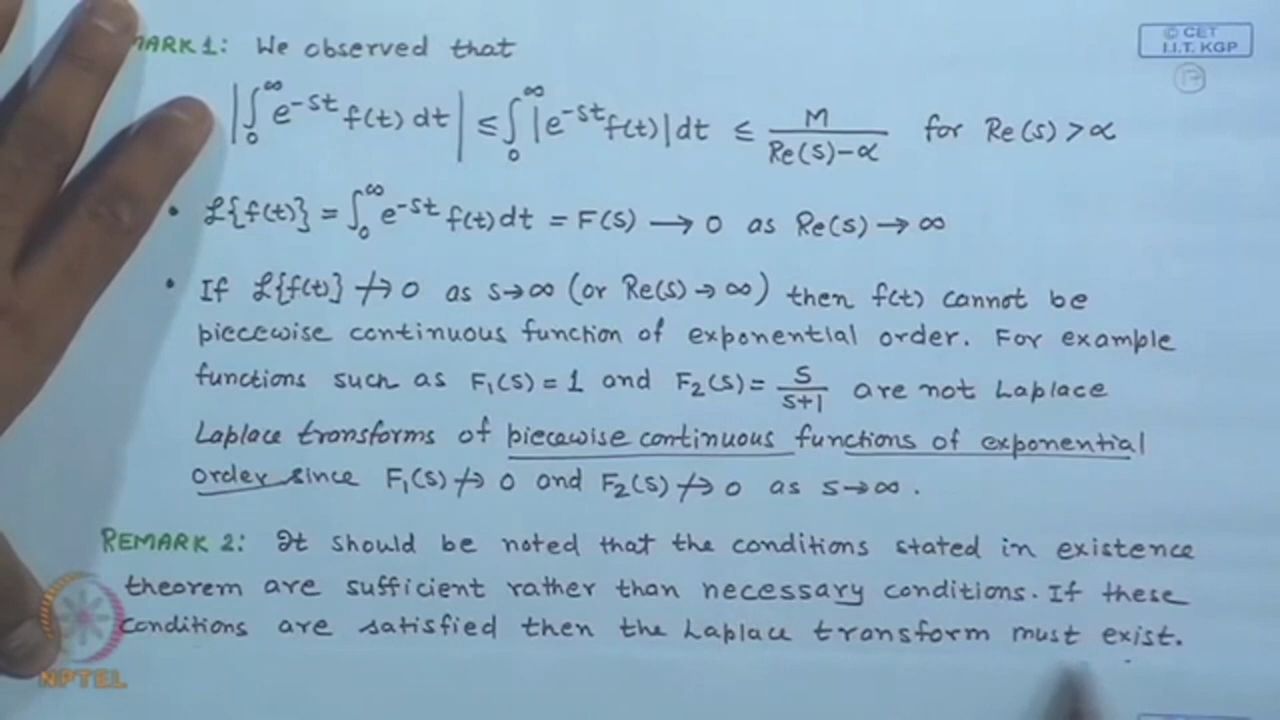 MARK 1: We observed that
© CET
I.I.T. KGP
17
|∫₀^∞ e^{-st} f(t) dt| ≤ ∫₀^∞ |e^{-st} f(t)| dt ≤ M / (Re(s)-α) for Re(s) > α
• L{f(t)} = ∫₀^∞ e^{-st} f(t) dt = F(s) → 0 as Re(s) → ∞
• If L{f(t)} ↛ 0 as s→∞ (or Re(s) → ∞) then f(t) cannot be
piecewise continuous function of exponential order. For example
functions such as F₁(s) = 1 and F₂(s) = s/(s+1) are not Laplace
Laplace transforms of piecewise continuous functions of exponential
order since F₁(s) ↛ 0 and F₂(s) ↛ 0 as s→∞.
REMARK 2: It should be noted that the conditions stated in existence
theorem are sufficient rather than necessary conditions. If these
conditions are satisfied then the Laplace transform must exist.
NPTEL